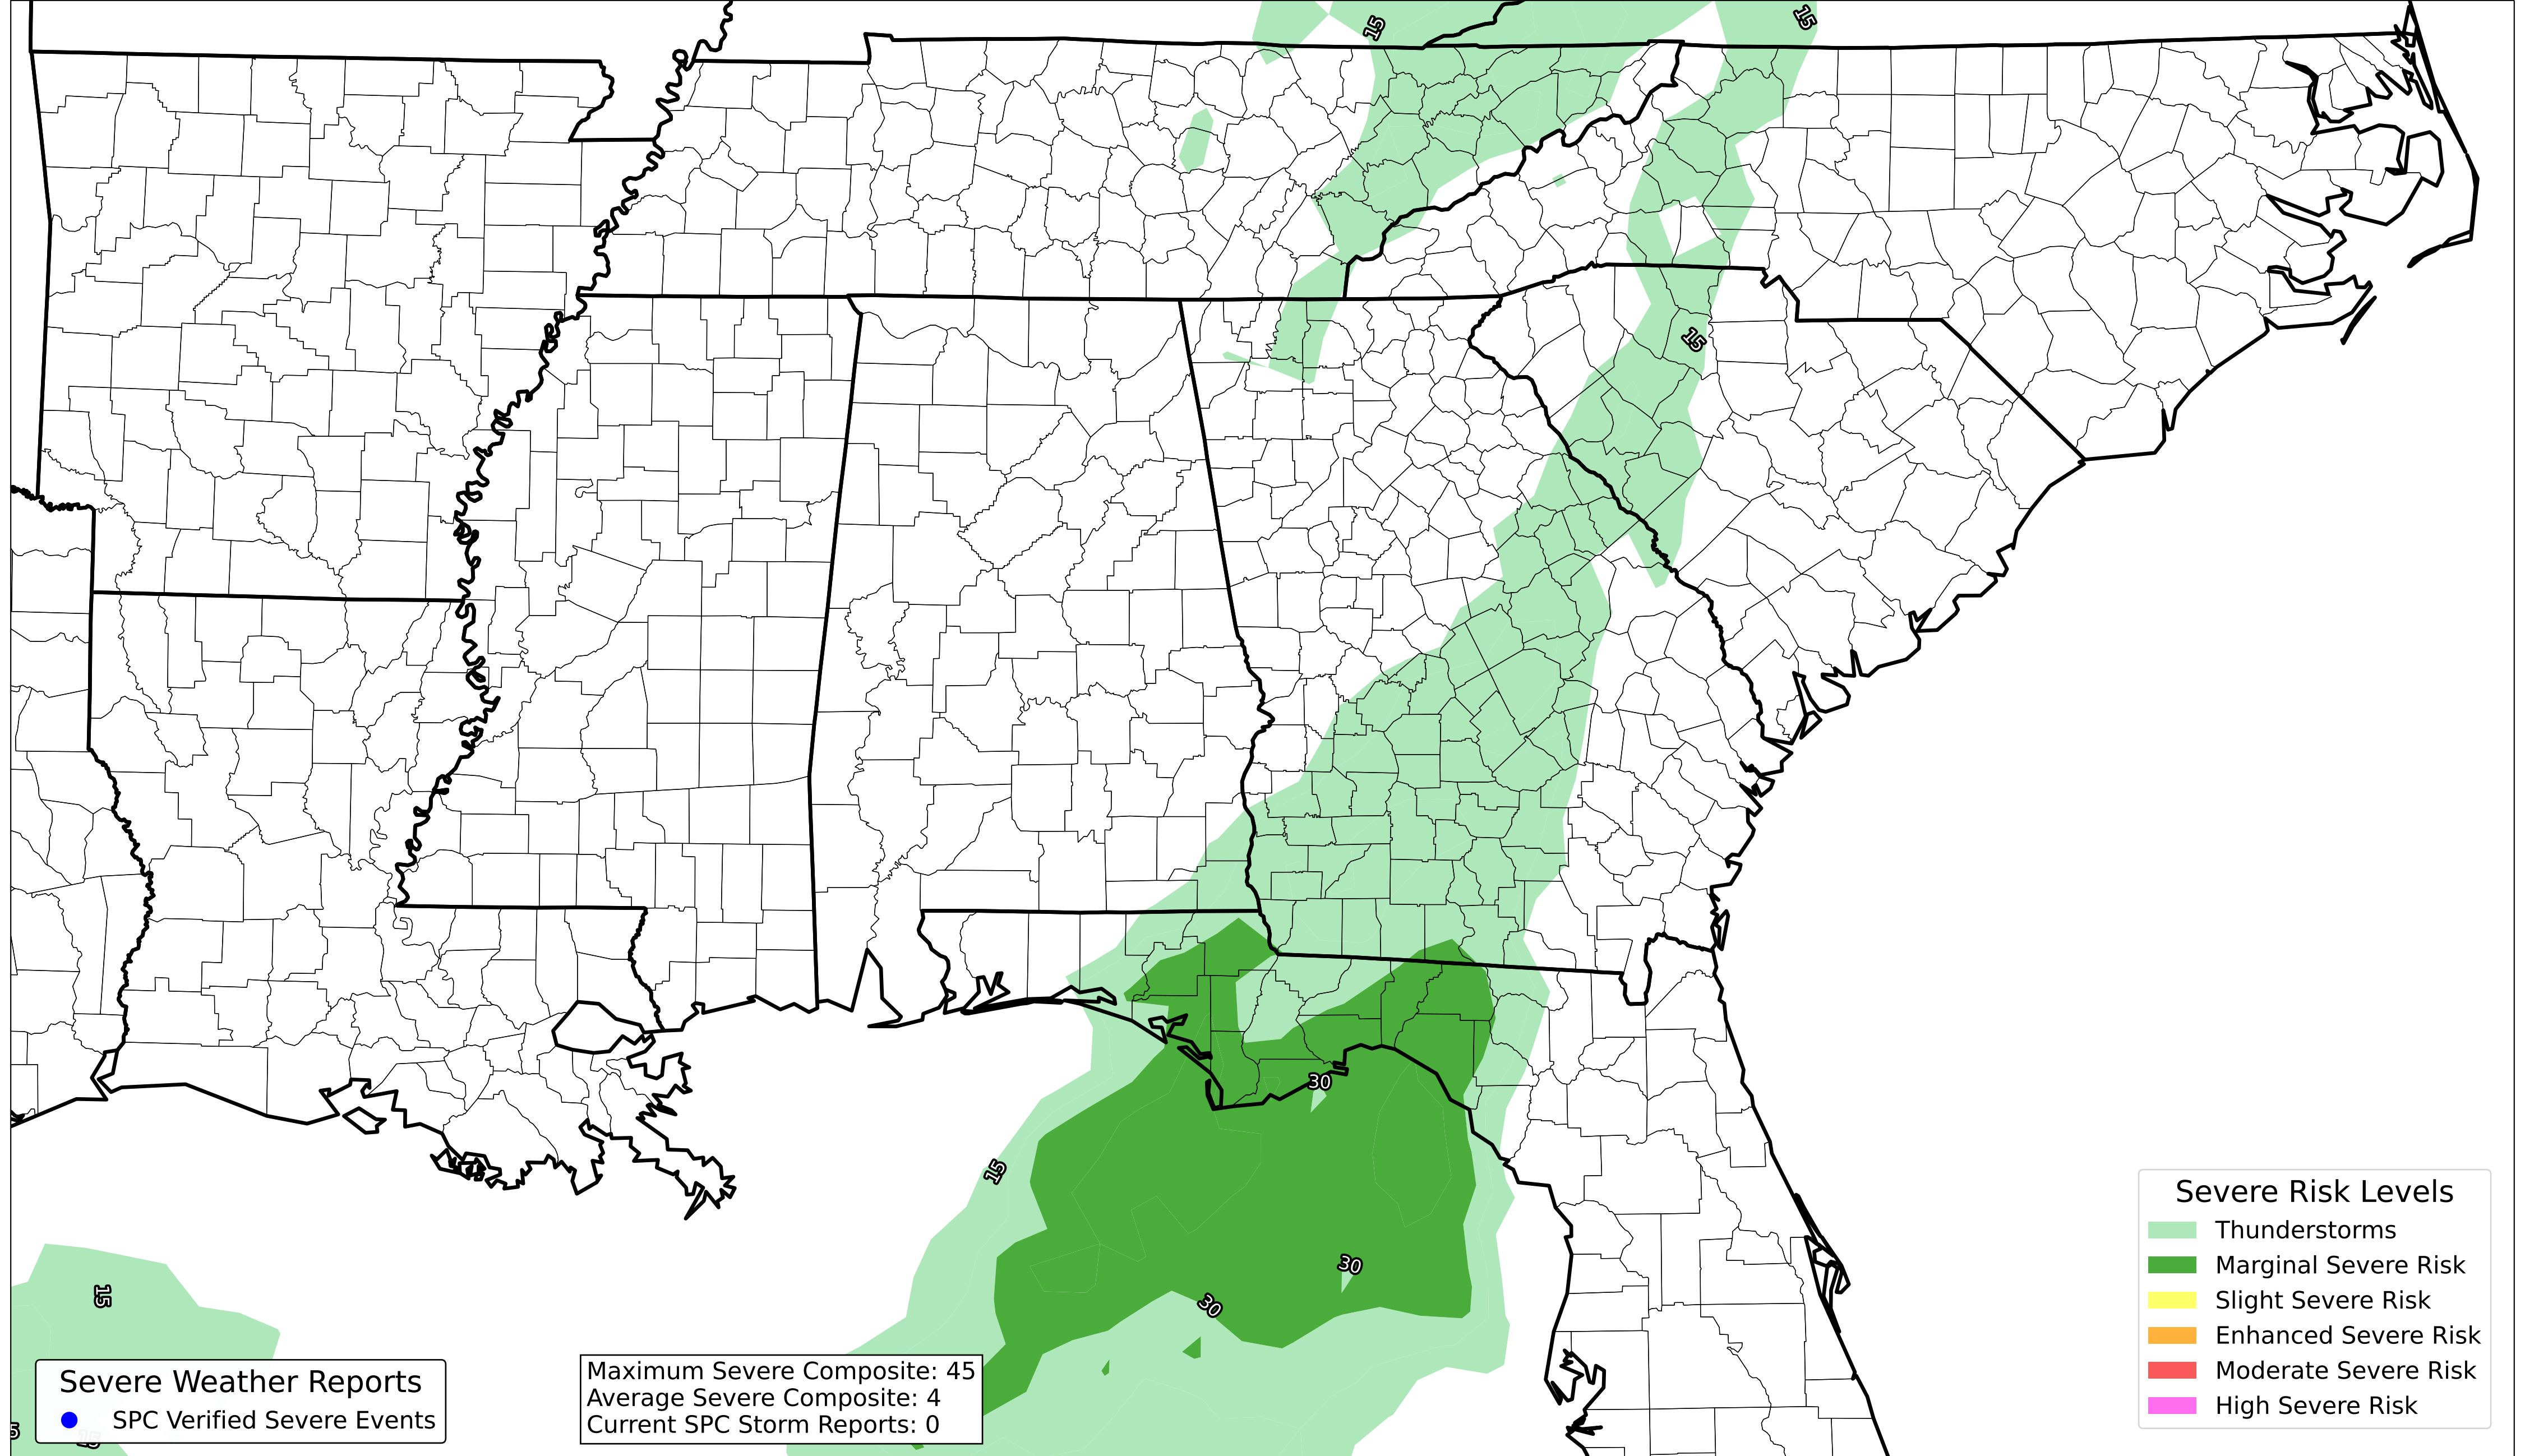 15
15
15
30
15
30
30
15
Severe Risk Levels
Thunderstorms
Marginal Severe Risk
Slight Severe Risk
Enhanced Severe Risk
Moderate Severe Risk
High Severe Risk
Severe Weather Reports
SPC Verified Severe Events
Maximum Severe Composite: 45
Average Severe Composite: 4
Current SPC Storm Reports: 0